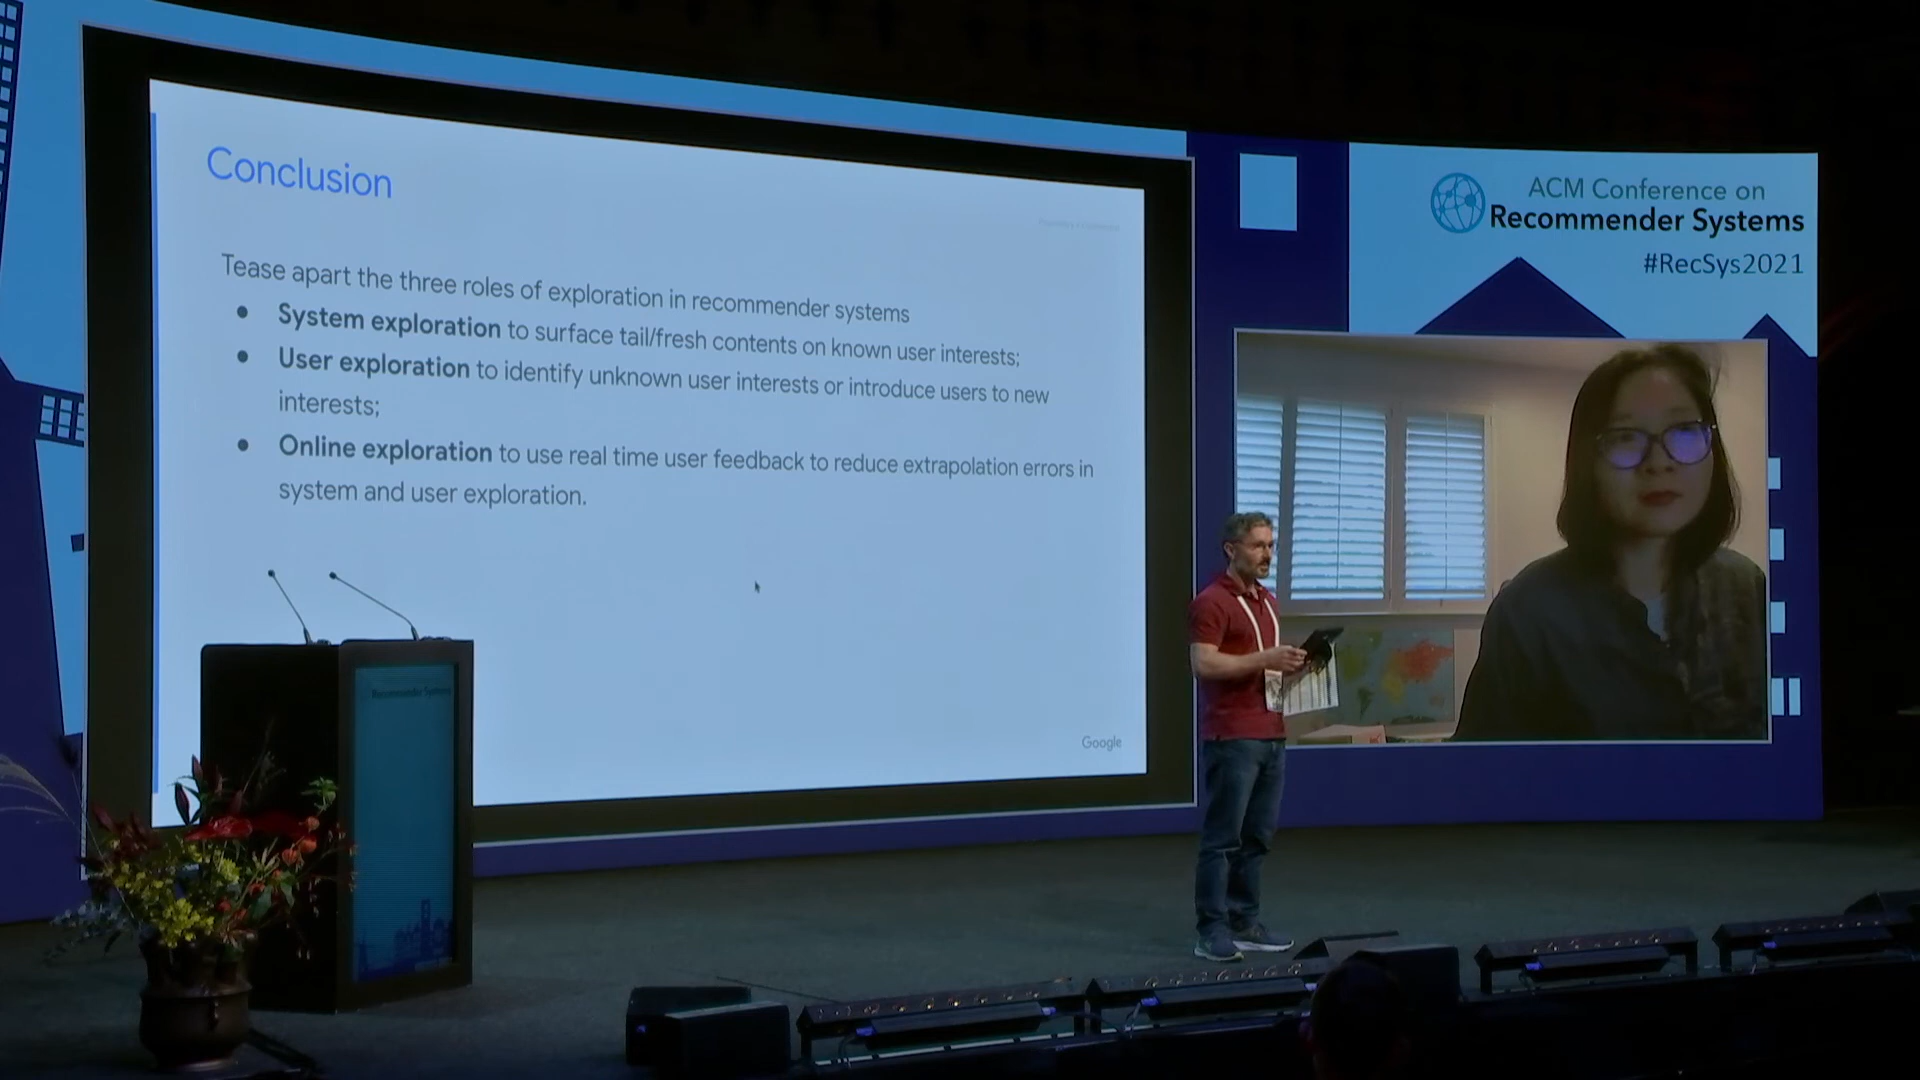 Conclusion
Tease apart the three roles of exploration in recommender systems
System exploration to surface tail/fresh contents on known user interests;
User exploration to identify unknown user interests or introduce users to new
interests;
Online exploration to use real time user feedback to reduce extrapolation errors in
system and user exploration.
Google
ACM Conference on
Recommender Systems
#RecSys2021
Recommender Systems